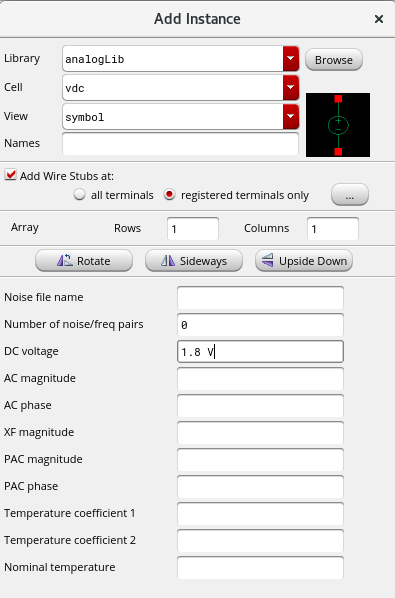 Add Instance ×
Library analogLib Browse
Cell vdc
View symbol
Names
Add Wire Stubs at:
all terminals registered terminals only ...
Array Rows 1 Columns 1
Rotate Sideways Upside Down
Noise file name
Number of noise/freq pairs 0
DC voltage 1.8 V
AC magnitude
AC phase
XF magnitude
PAC magnitude
PAC phase
Temperature coefficient 1
Temperature coefficient 2
Nominal temperature